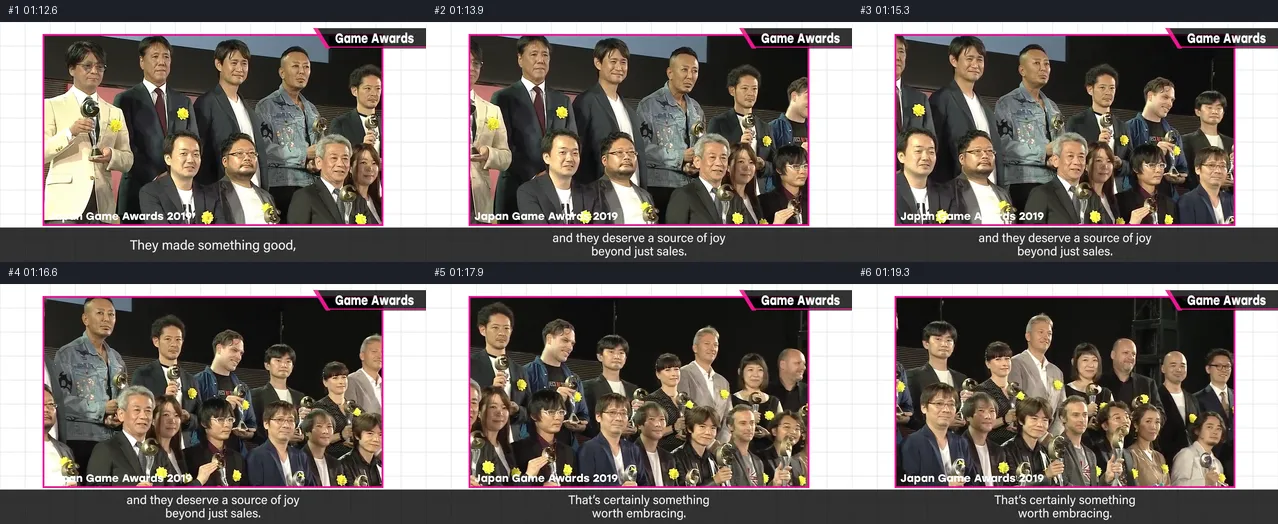 #1 01:12.6
Game Awards
Japan Game Awards 2019
They made something good,
#2 01:13.9
Game Awards
Japan Game Awards 2019
and they deserve a source of joy
beyond just sales.
#3 01:15.3
Game Awards
Japan Game Awards 2019
and they deserve a source of joy
beyond just sales.
#4 01:16.6
Game Awards
Japan Game Awards 2019
and they deserve a source of joy
beyond just sales.
#5 01:17.9
Game Awards
Japan Game Awards 2019
That's certainly something
worth embracing.
#6 01:19.3
Game Awards
Japan Game Awards 2019
That's certainly something
worth embracing.